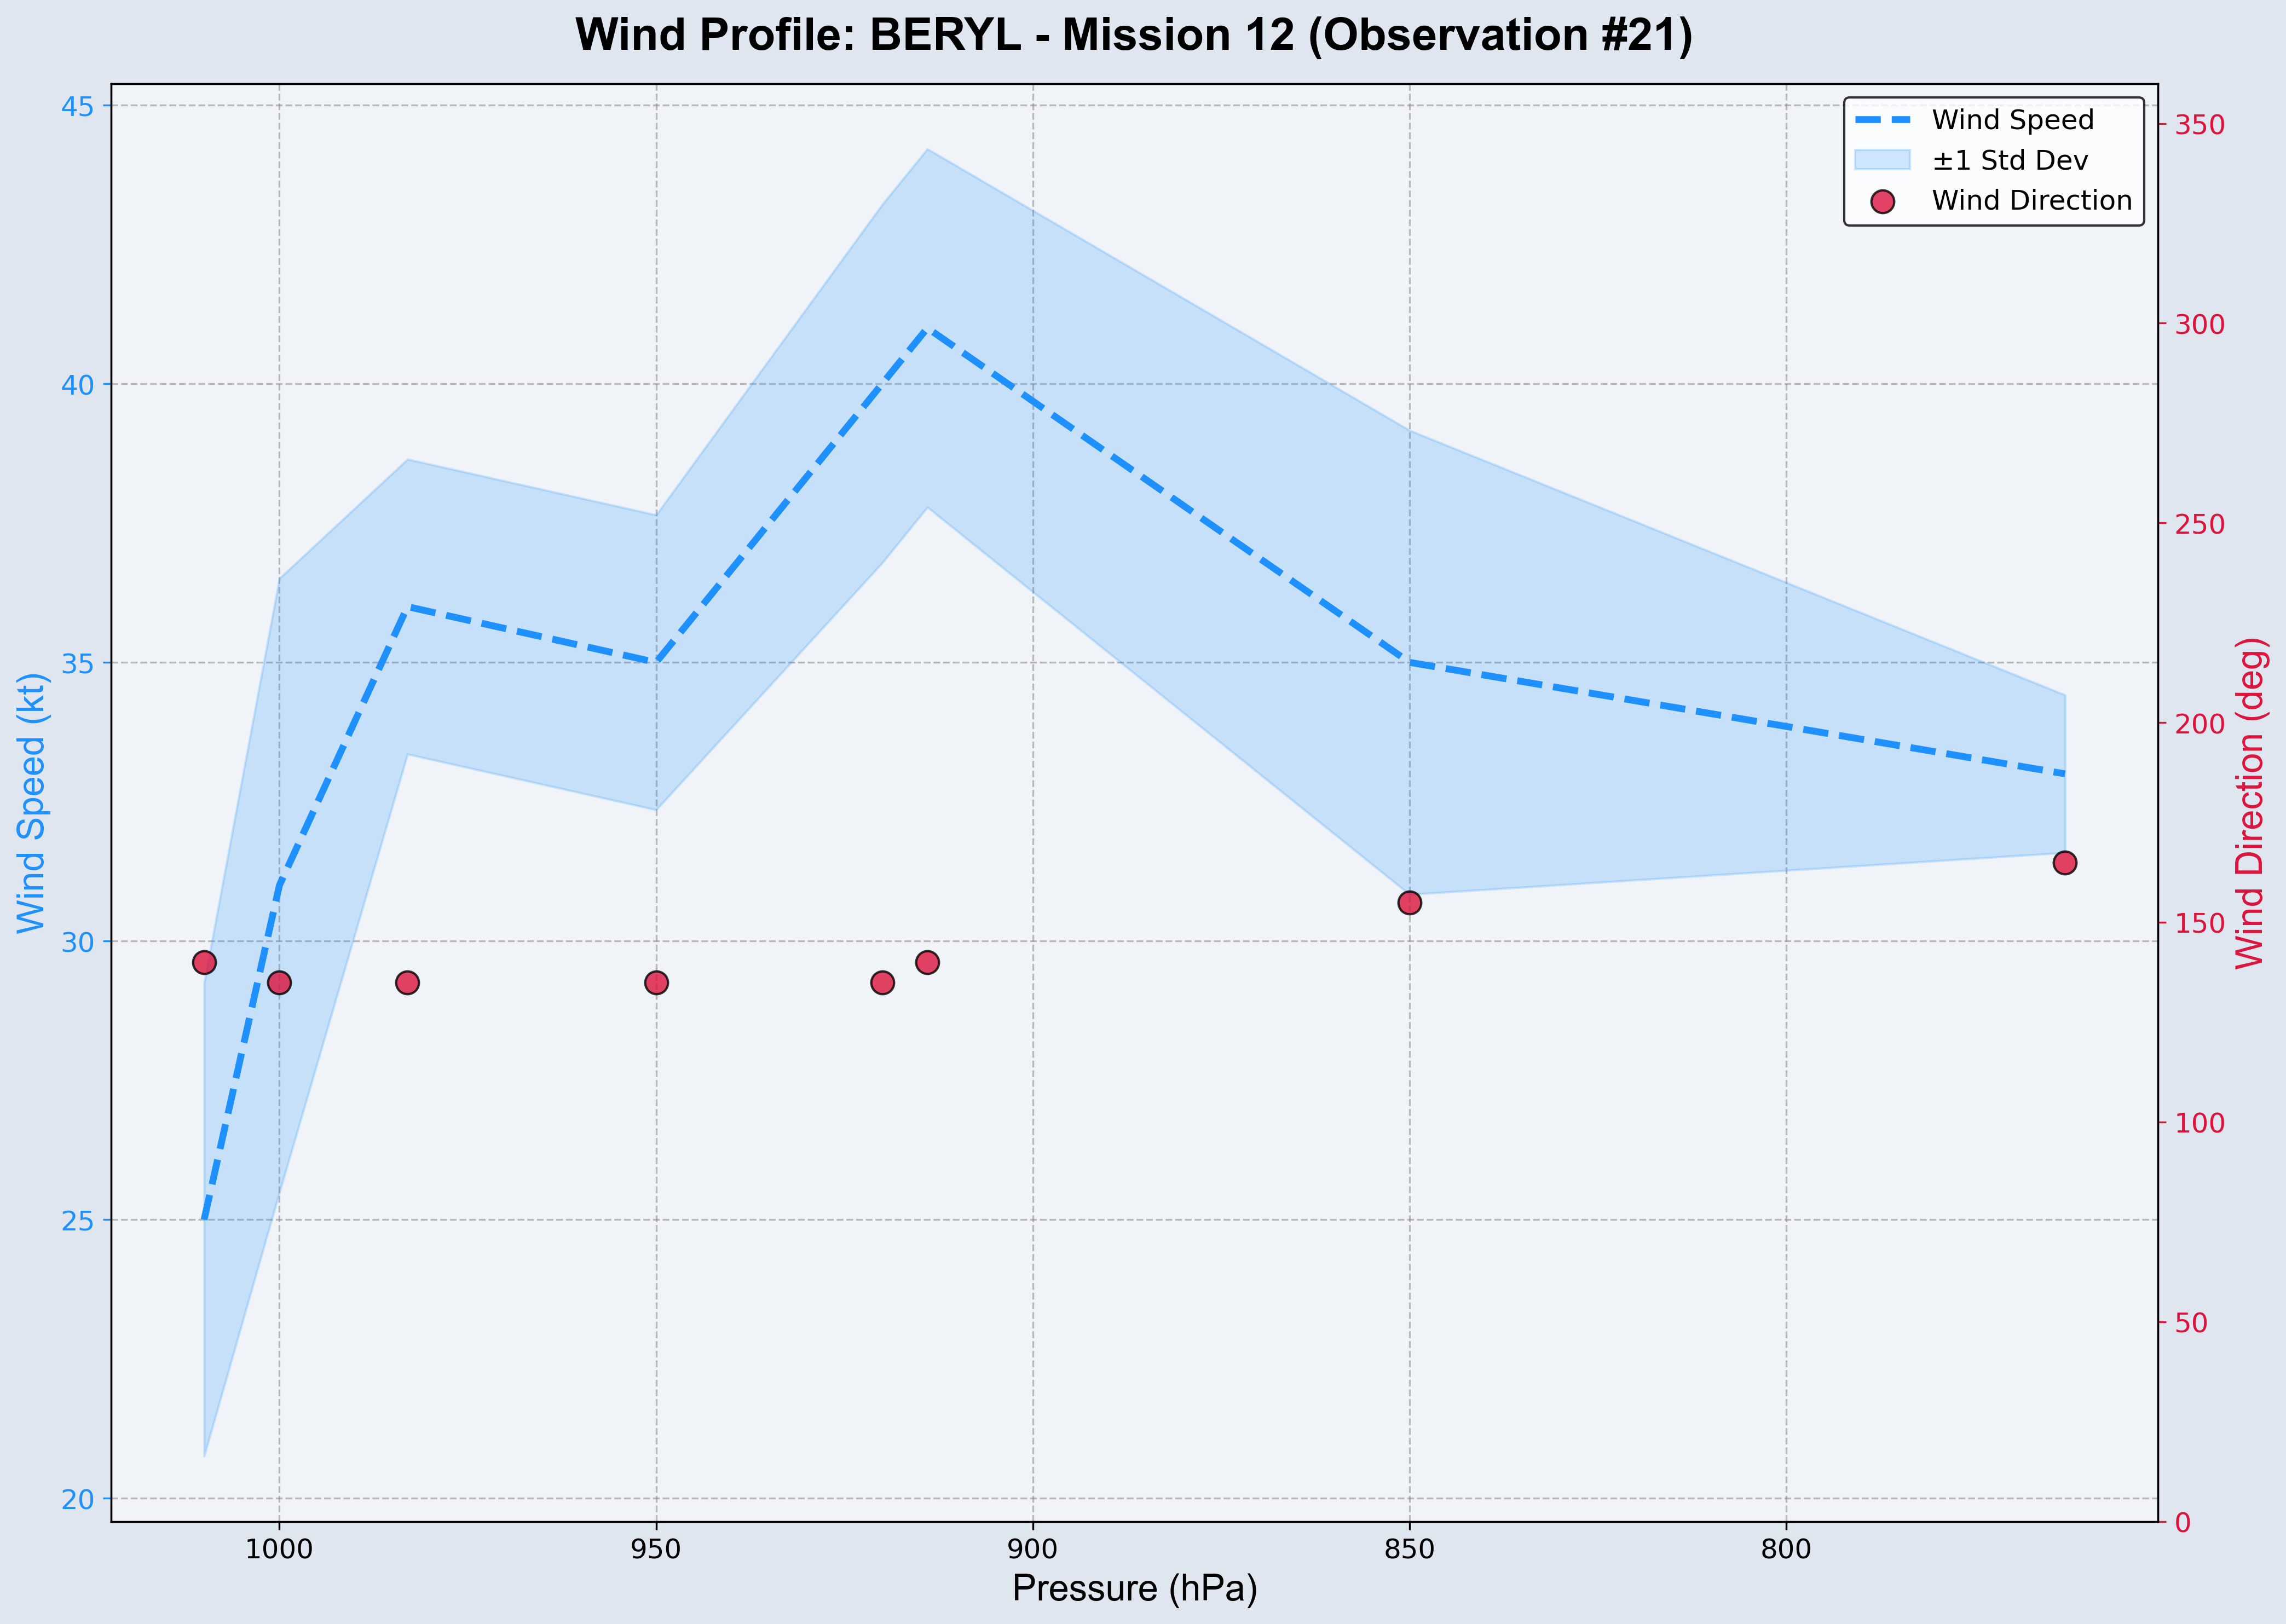 Wind Profile: BERYL - Mission 12 (Observation #21)
Wind Speed
±1 Std Dev
Wind Direction
45
40
35
30
25
20
Wind Speed (kt)
350
300
250
200
150
100
50
0
Wind Direction (deg)
1000
950
900
850
800
Pressure (hPa)